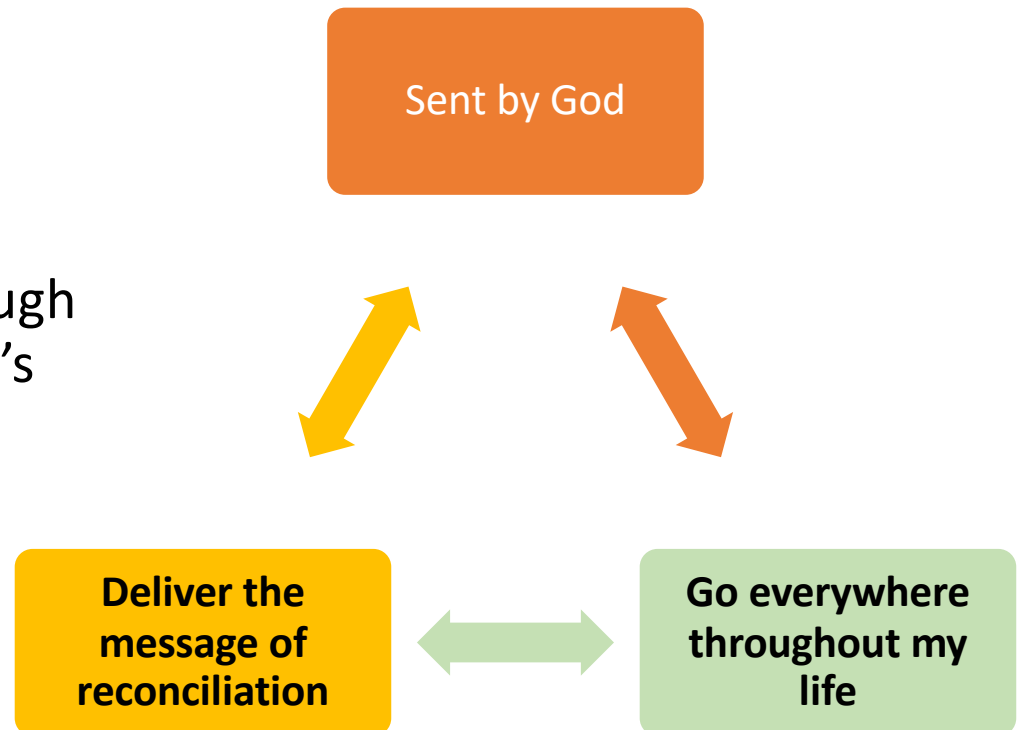 Sent by God
ugh
’s
Deliver the
message of
reconciliation
Go everywhere
throughout my
life